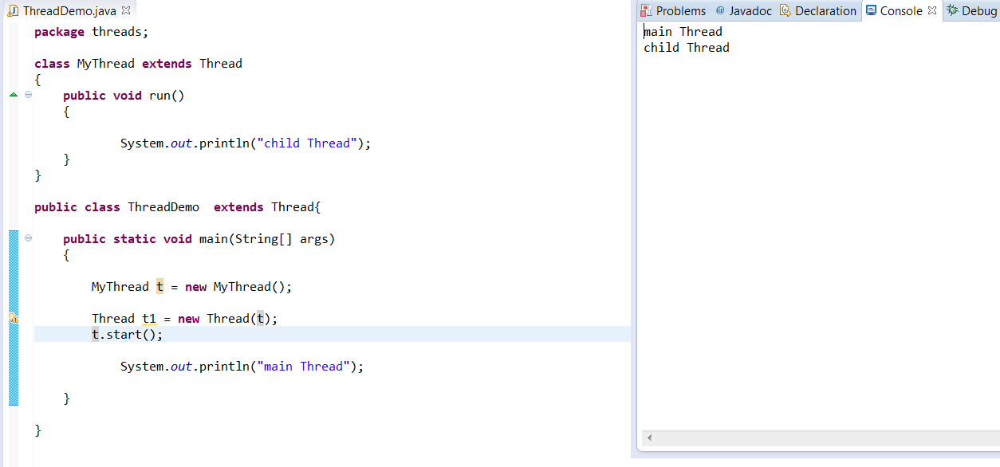 ThreadDemo.java
package threads;
class MyThread extends Thread
{
public void run()
{
System.out.println("child Thread");
}
}
public class ThreadDemo  extends Thread{
public static void main(String[] args)
{
MyThread t = new MyThread();
Thread t1 = new Thread(t);
t.start();
System.out.println("main Thread");
}
}
Problems @ Javadoc Declaration Console Debug
main Thread
child Thread